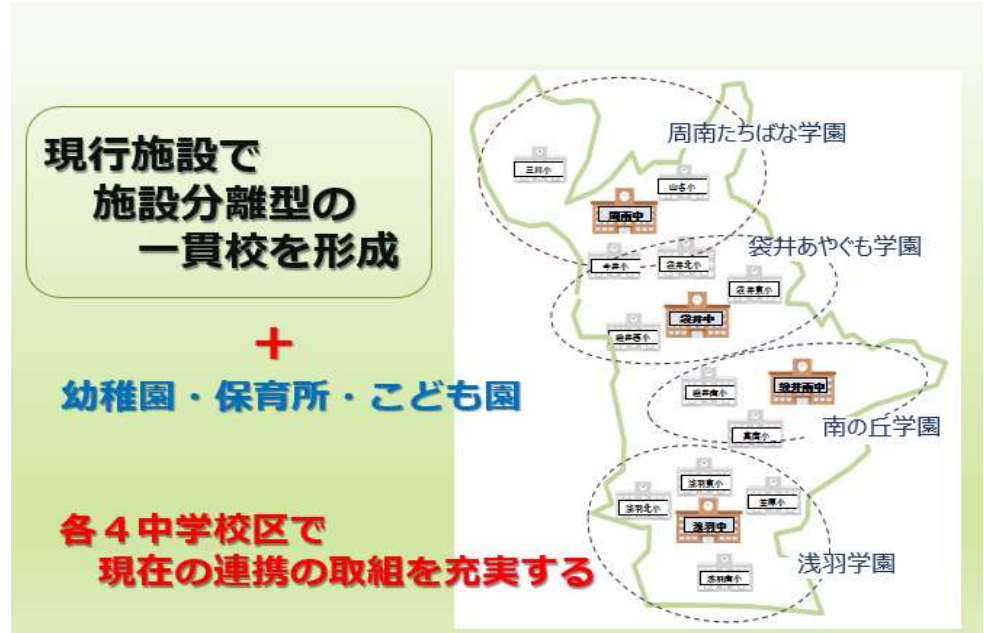 現行施設で
施設分離型の
一貫校を形成
＋
幼稚園・保育所・こども園
各４中学校区で
現在の連携の取組を充実する
周南たちばな学園
三川小
山名小
周南中
今井小
袋井北小
袋井あやぐも学園
袋井東小
袋井中
袋井西小
袋井南小
袋井南中
高南小
南の丘学園
浅羽東小
浅羽北小
笠原小
浅羽中
浅羽学園
浅羽南小